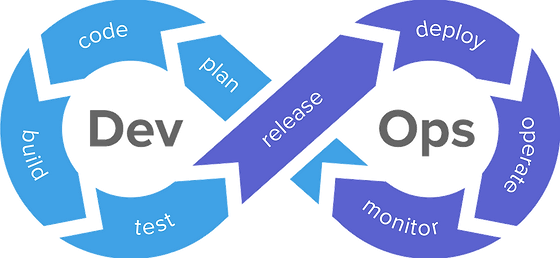 code
plan
Dev
build
test
release
deploy
Ops
operate
monitor